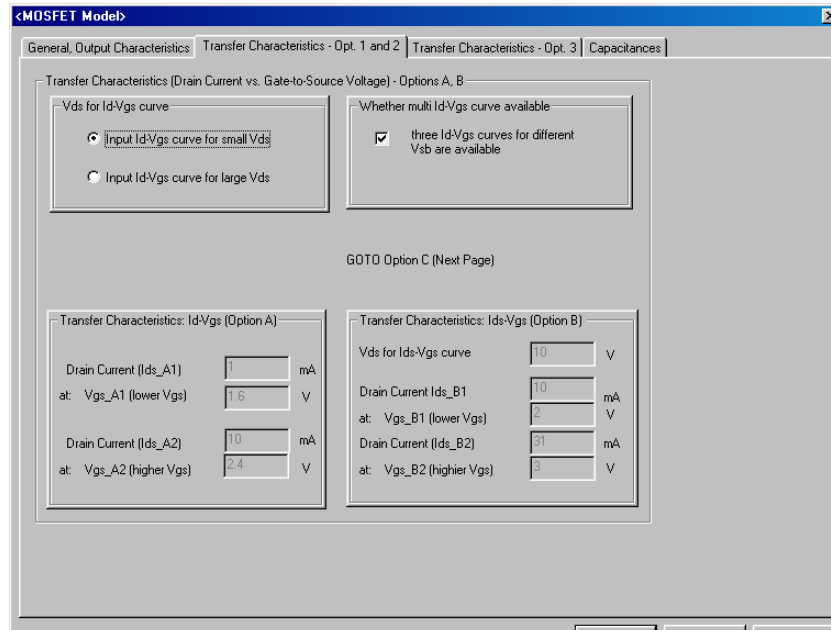 <MOSFET Model>
General, Output Characteristics
Transfer Characteristics - Opt. 1 and 2
Transfer Characteristics - Opt. 3
Capacitances
Transfer Characteristics (Drain Current vs. Gate-to-Source Voltage) - Options A, B
Vds for Id-Vgs curve
Input Id-Vgs curve for small Vds
Input Id-Vgs curve for large Vds
Whether multi Id-Vgs curve available
three Id-Vgs curves for different
Vsb are available
GOTO Option C (Next Page)
Transfer Characteristics: Id-Vgs (Option A)
Drain Current (Ids_A1) 1 mA
at: Vgs_A1 (lower Vgs) 1.6 V
Drain Current (Ids_A2) 10 mA
at: Vgs_A2 (higher Vgs) 2.4 V
Transfer Characteristics: Ids-Vgs (Option B)
Vds for Ids-Vgs curve 10 V
Drain Current Ids_B1 10 mA
at: Vgs_B1 (lower Vgs) 2 V
Drain Current (Ids_B2) 31 mA
at: Vgs_B2 (highier Vgs) 3 V